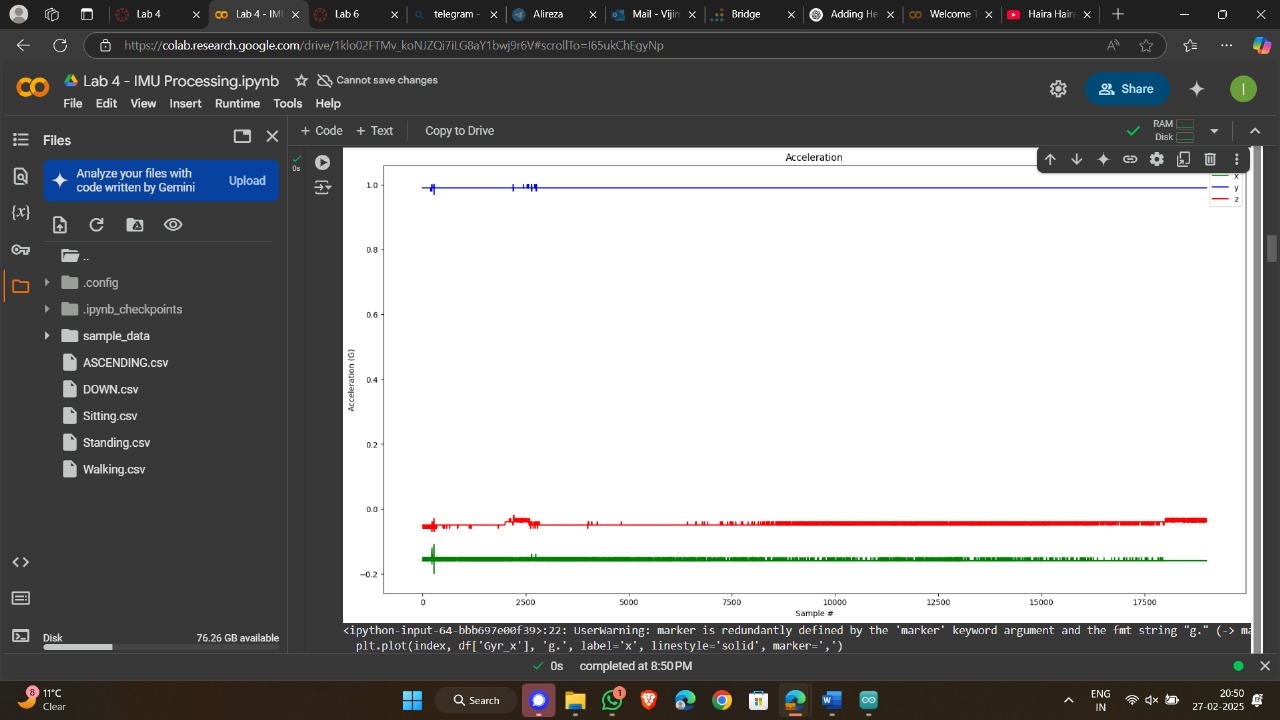 Lab 4
Lab 4 - IMU
Lab 6
telegram -
Alireza
Mail - Vijin
Bridge
Adding He
Welcome T
Haira Hair
https://colab.research.google.com/drive/1klo02FTMv_koNJZQi7iLG8aY1bwj9r6V#scrollTo=I65ukChEgyNp
Lab 4 - IMU Processing.ipynb
Cannot save changes
File Edit View Insert Runtime Tools Help
Share
I
Files
+ Code + Text
Copy to Drive
RAM
Disk
Analyze your files with
code written by Gemini
Upload
{x}
..
.config
.ipynb_checkpoints
sample_data
ASCENDING.csv
DOWN.csv
Sitting.csv
Standing.csv
Walking.csv
Disk
76.26 GB available
0s
Acceleration
x
y
z
1.0
0.8
0.6
0.4
0.2
0.0
−0.2
Acceleration (G)
0 2500 5000 7500 10000 12500 15000 17500
Sample #
<ipython-input-64-bbb697e00f39>:22: UserWarning: marker is redundantly defined by the 'marker' keyword argument and the fmt string "g." (-> ma
plt.plot(index, df['Gyr_x'], 'g.', label='x', linestyle='solid', marker=',')
0s completed at 8:50 PM
8
11°C
Clear
Search
1
ENG
IN
20:50
27-02-2025